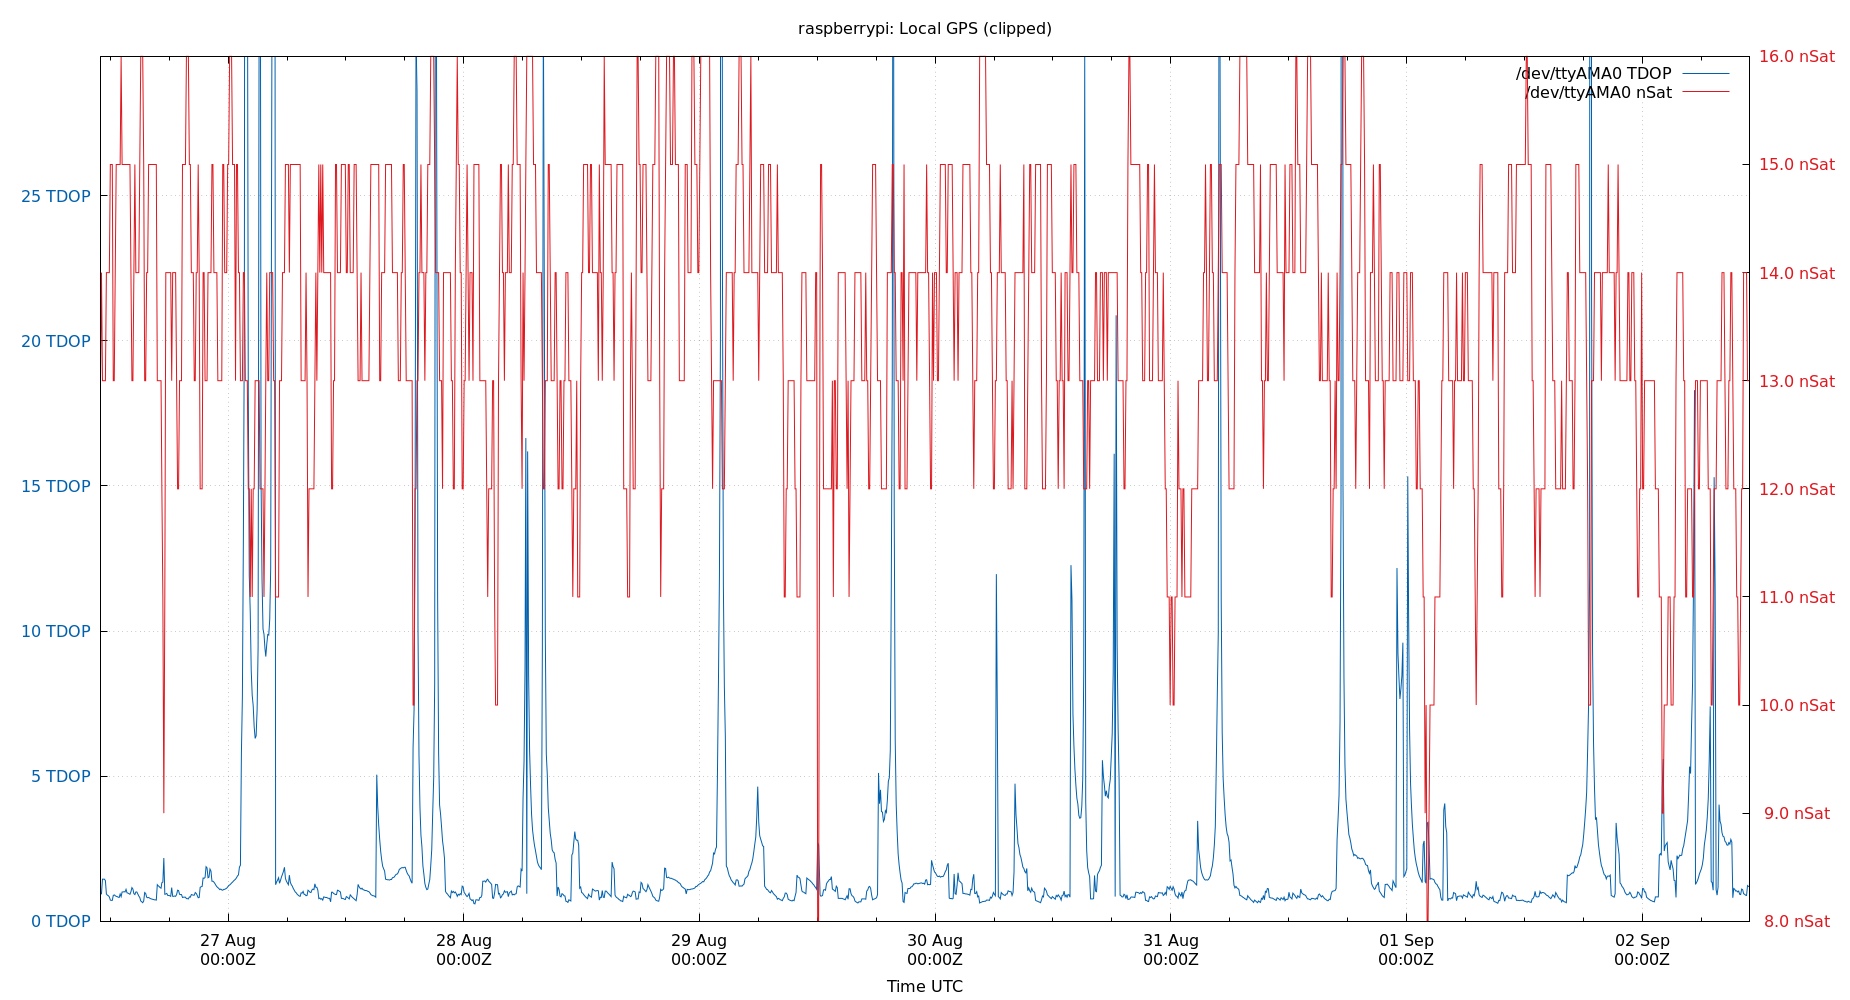 raspberrypi: Local GPS (clipped)
16.0 nSat
/dev/ttyAMA0 TDOP
/dev/ttyAMA0 nSat
15.0 nSat
25 TDOP
14.0 nSat
20 TDOP
13.0 nSat
15 TDOP
12.0 nSat
11.0 nSat
10 TDOP
10.0 nSat
5 TDOP
9.0 nSat
0 TDOP
8.0 nSat
27 Aug 28 Aug 29 Aug 30 Aug 31 Aug 01 Sep 02 Sep
00:00Z 00:00Z 00:00Z 00:00Z 00:00Z 00:00Z 00:00Z
Time UTC